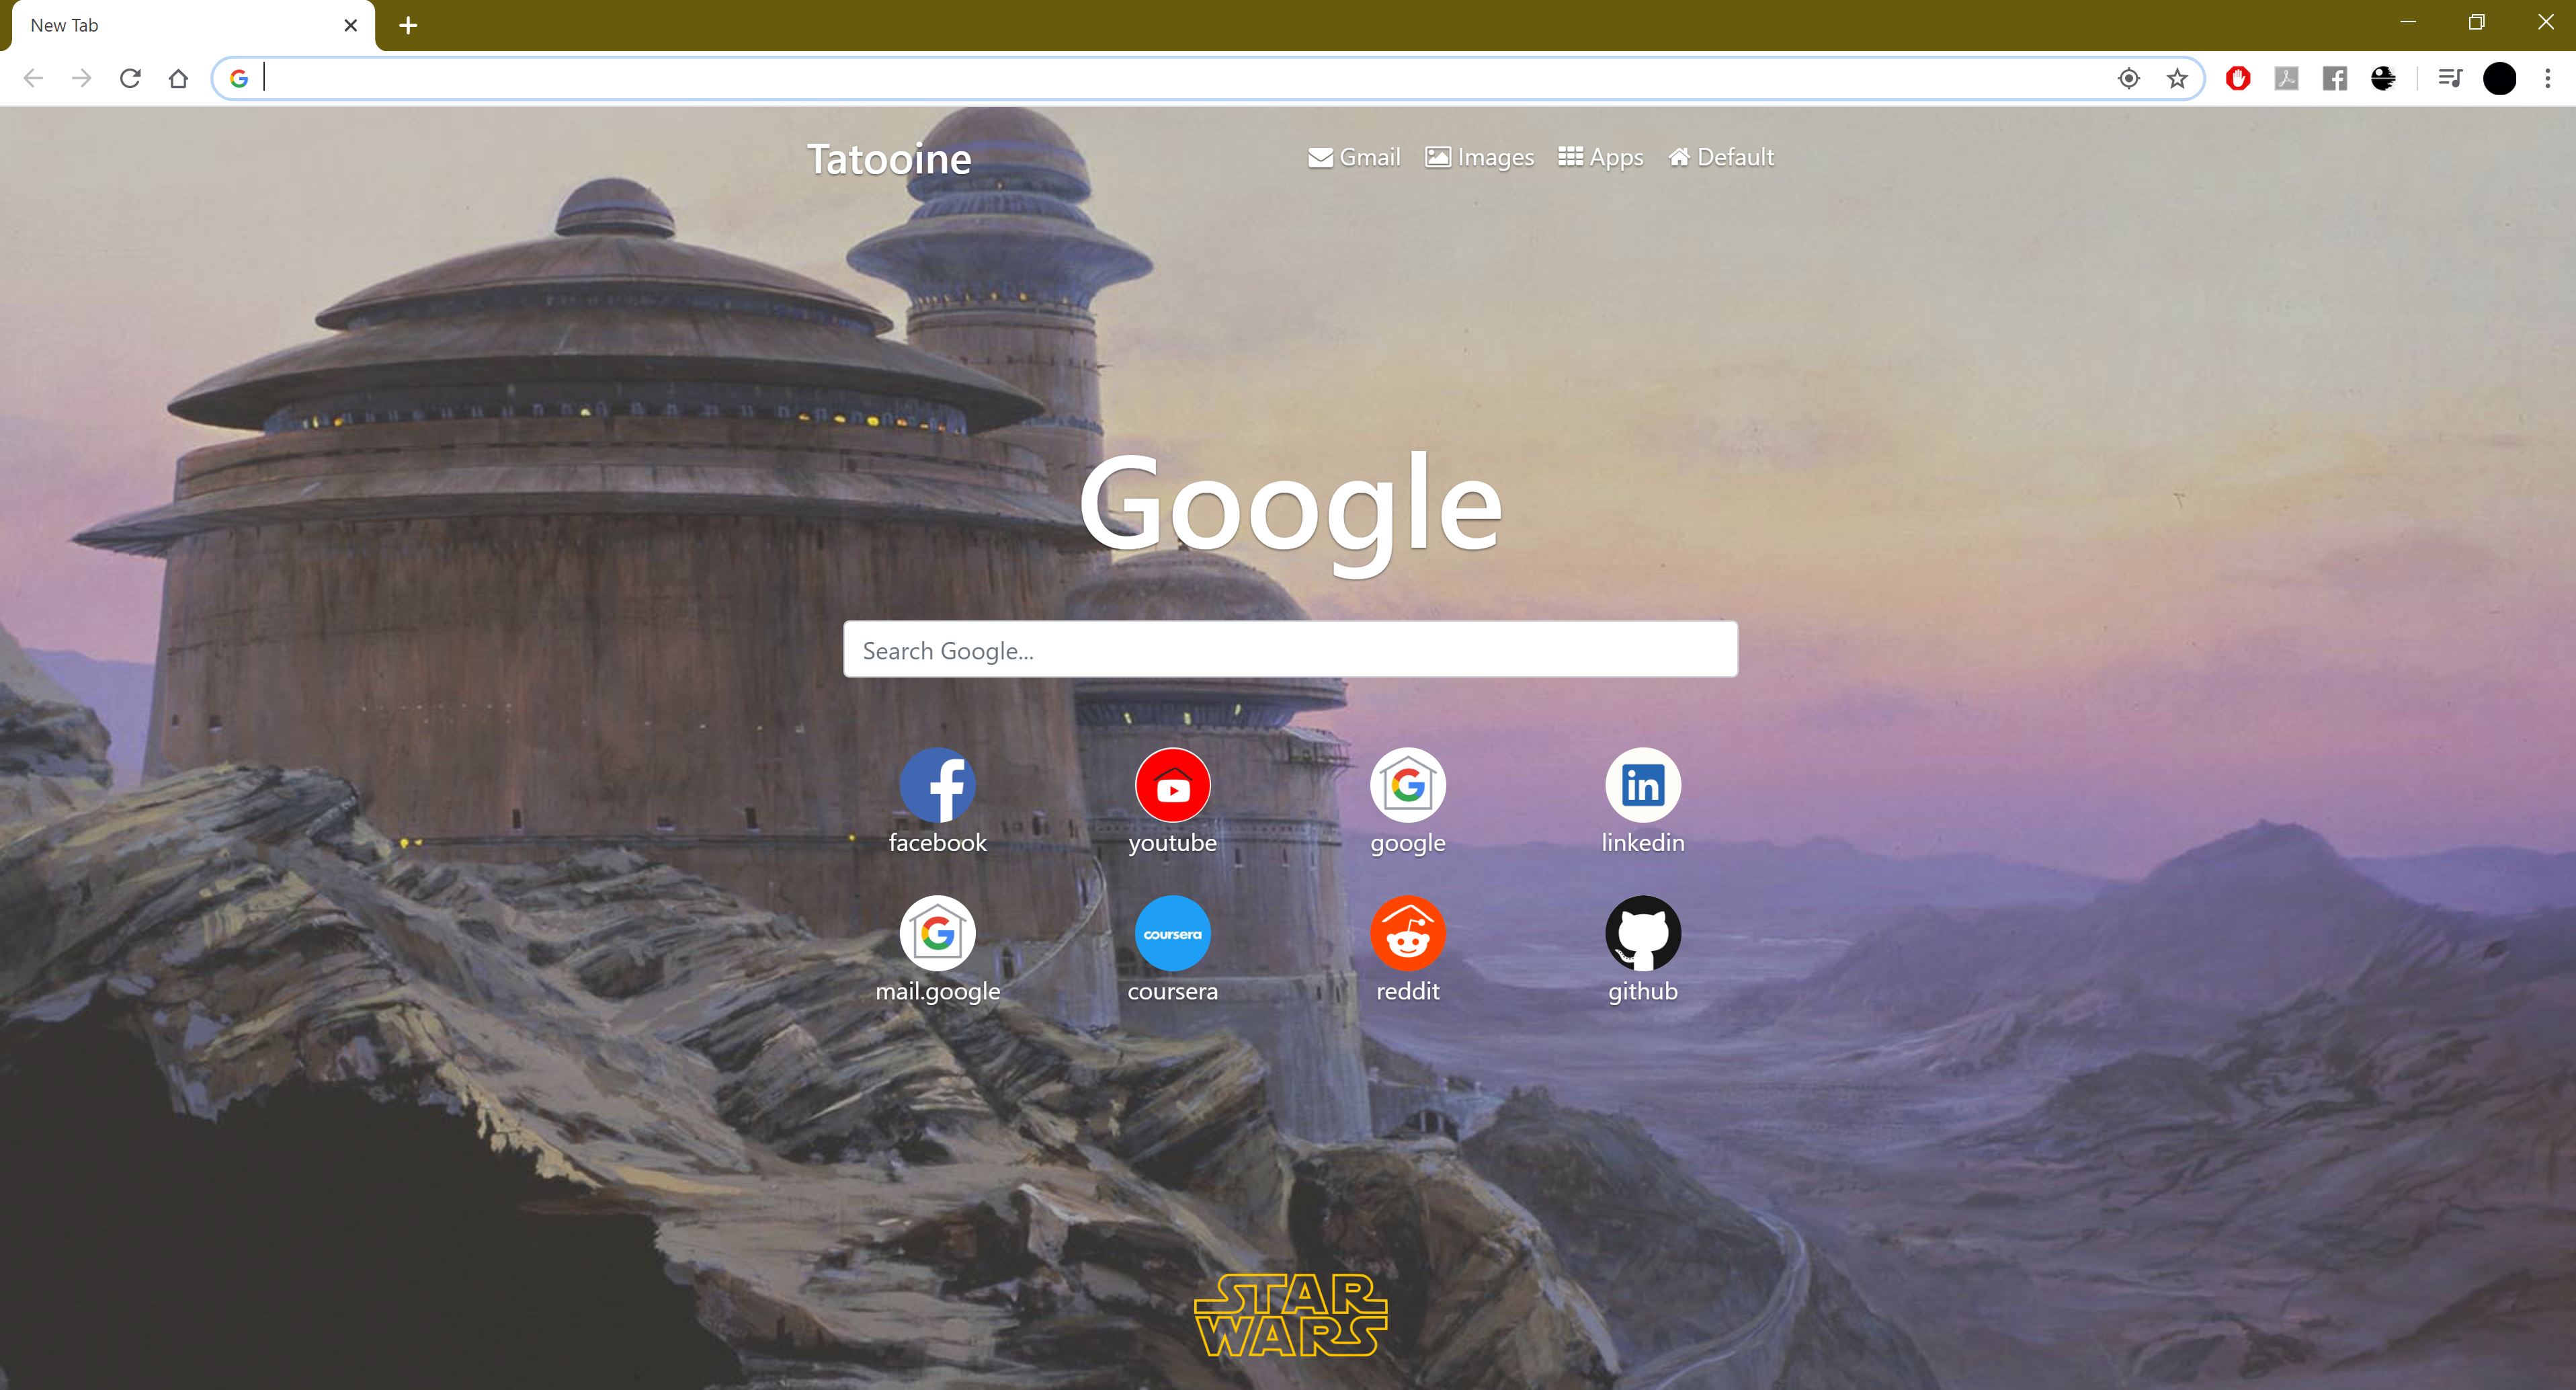 New Tab
Tatooine
Gmail Images Apps Default
Google
Search Google...
facebook youtube google linkedin
coursera
mail.google coursera reddit github
STAR
WARS